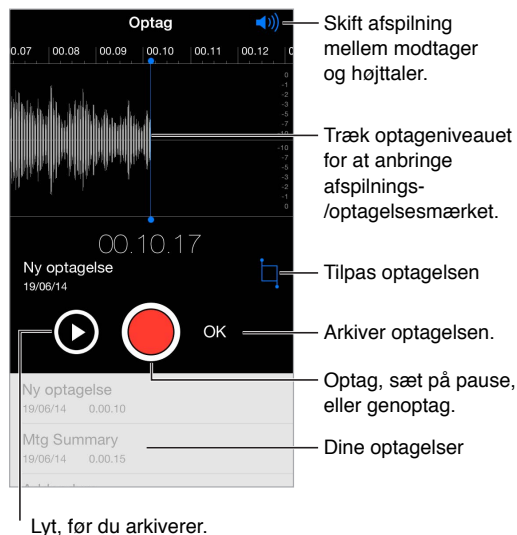 Optag
Skift afspilning
mellem modtager
og højttaler.
0.07 00.08 00.09 00.10 00.11 00.12 0
0
-1
-2
-3
-5
-7
-10
-10
-7
-5
-3
-2
-1
0
Træk optageniveauet
for at anbringe
afspilnings-
/optagelsesmærket.
00.10.17
Ny optagelse
19/06/14
Tilpas optagelsen
OK
Arkiver optagelsen.
Optag, sæt på pause,
eller genoptag.
Ny optagelse
19/06/14 0.00.10
Mtg Summary
19/06/14 0.00.15
Dine optagelser
Lyt, før du arkiverer.